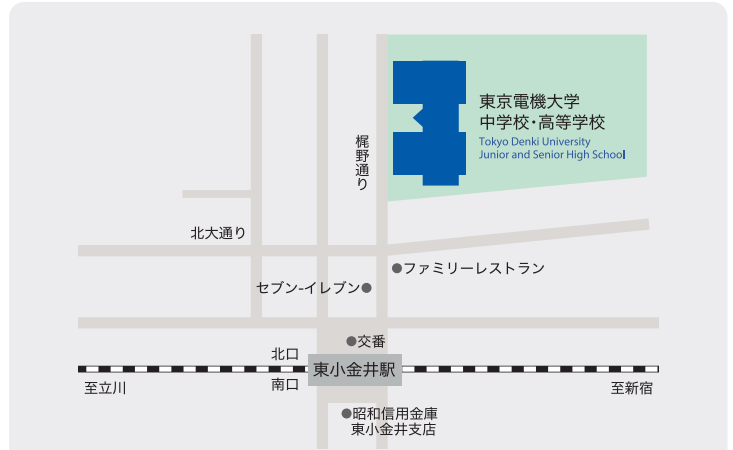 東京電機大学
中学校・高等学校
Tokyo Denki University
Junior and Senior High School
梶野通り
北大通り
ファミリーレストラン
セブン-イレブン
交番
北口
東小金井駅
南口
至立川
至新宿
昭和信用金庫
東小金井支店